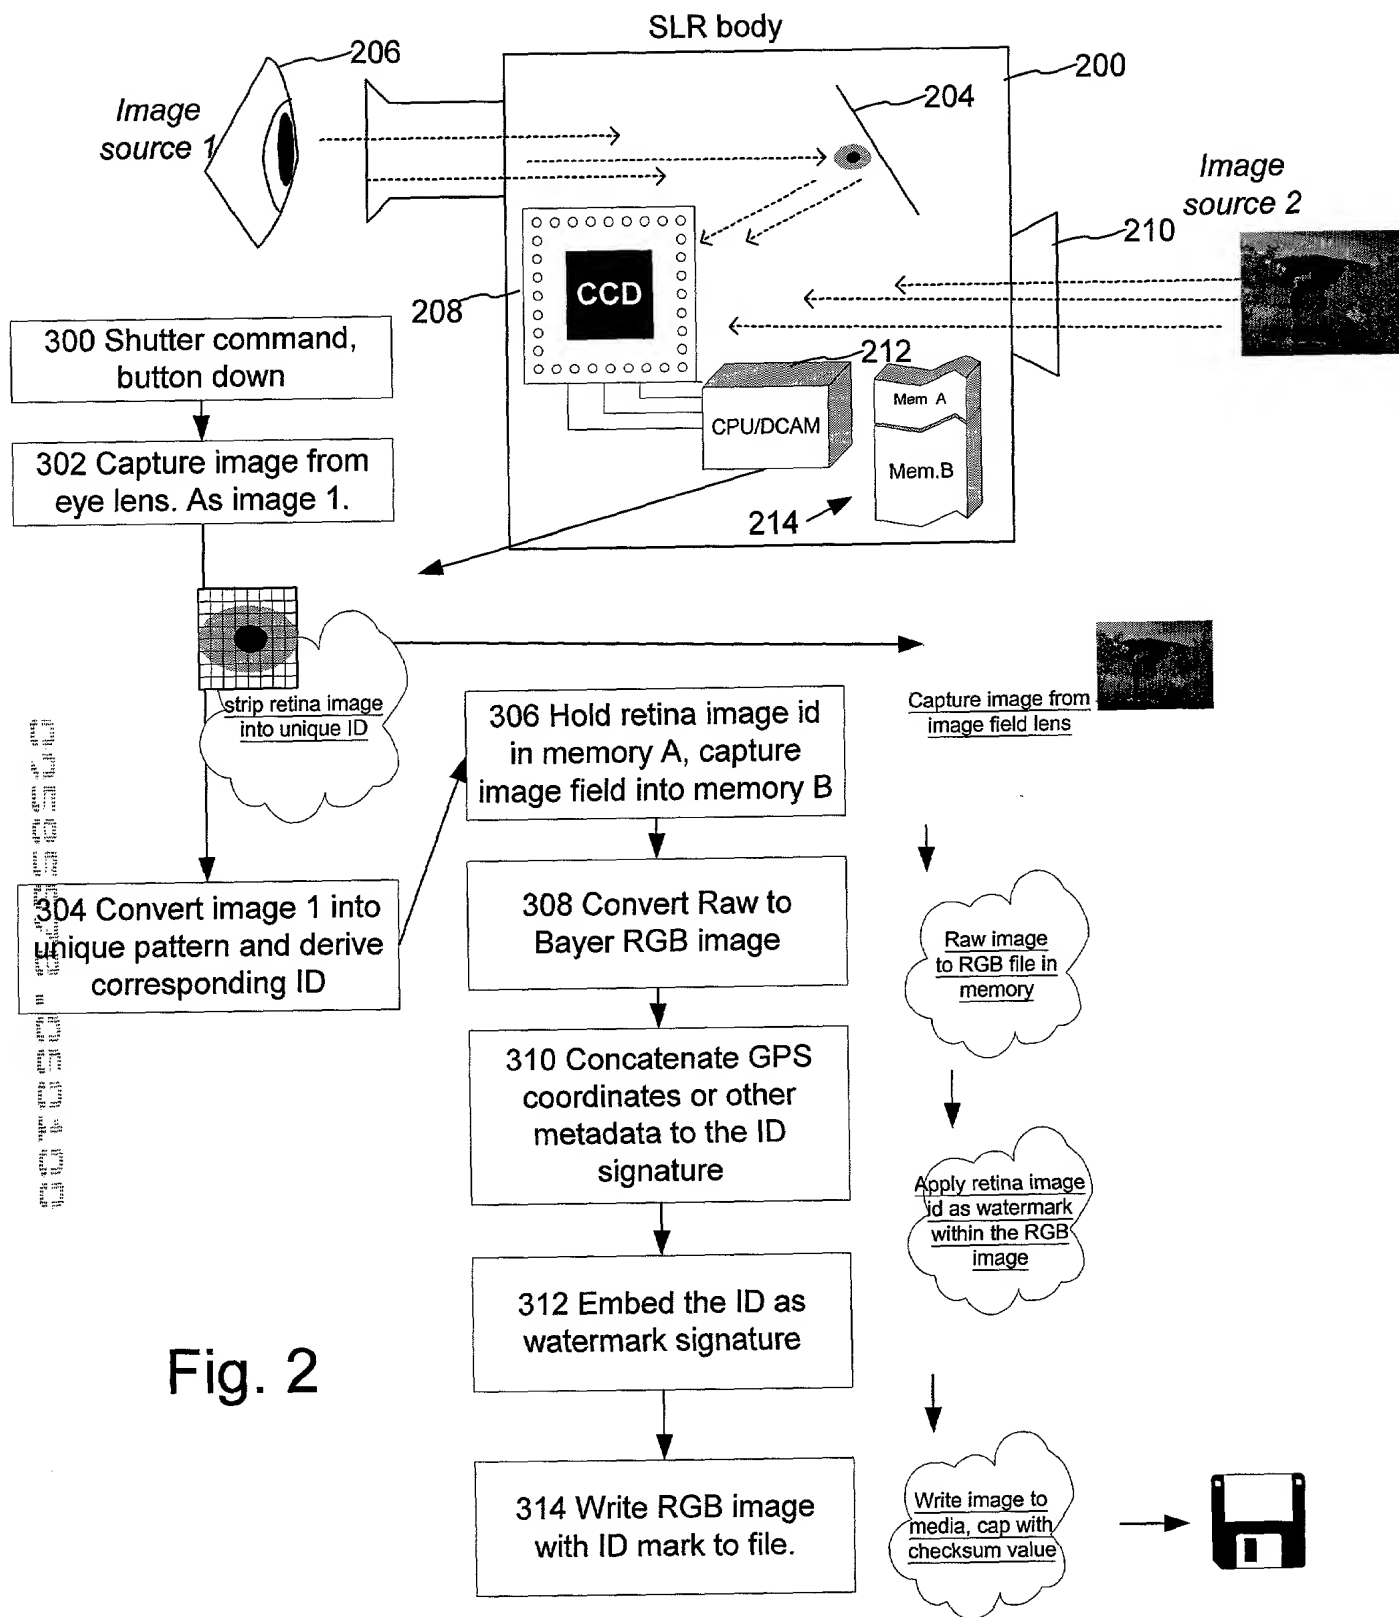 SLR body
206
200
204
Image
source 1
Image
source 2
210
CCD
208
212
Mem A
CPU/DCAM
Mem.B
214
300 Shutter command,
button down
302 Capture image from
eye lens. As image 1.
strip retina image
into unique ID
Capture image from
image field lens
306 Hold retina image id
in memory A, capture
image field into memory B
304 Convert image 1 into
unique pattern and derive
corresponding ID
308 Convert Raw to
Bayer RGB image
Raw image
to RGB file in
memory
310 Concatenate GPS
coordinates or other
metadata to the ID
signature
Apply retina image
id as watermark
within the RGB
image
312 Embed the ID as
watermark signature
Fig. 2
314 Write RGB image
with ID mark to file.
Write image to
media, cap with
checksum value